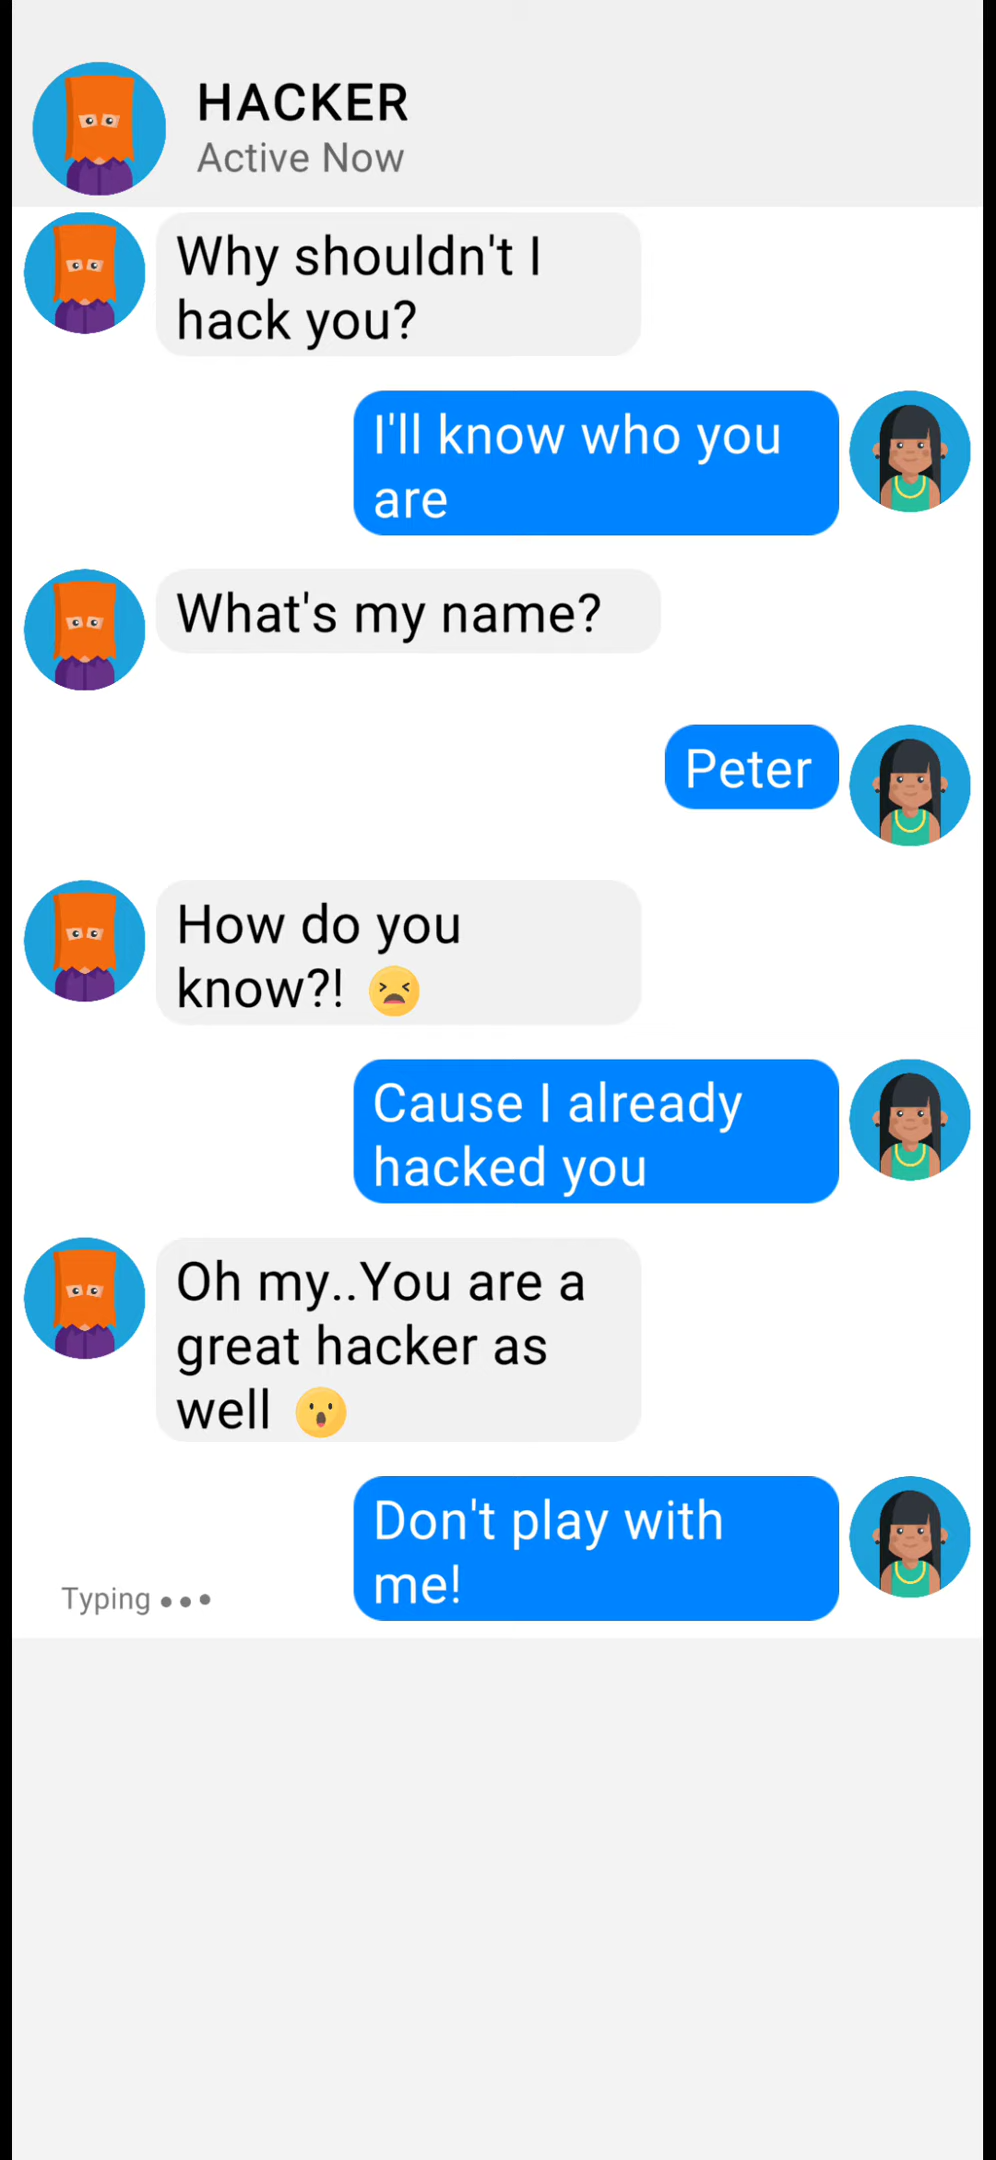 HACKER
Active Now
Why shouldn't I
hack you?
I'll know who you
are
What's my name?
Peter
How do you
know?! 😣
Cause I already
hacked you
Oh my..You are a
great hacker as
well 😮
Don't play with
me!
Typing •••